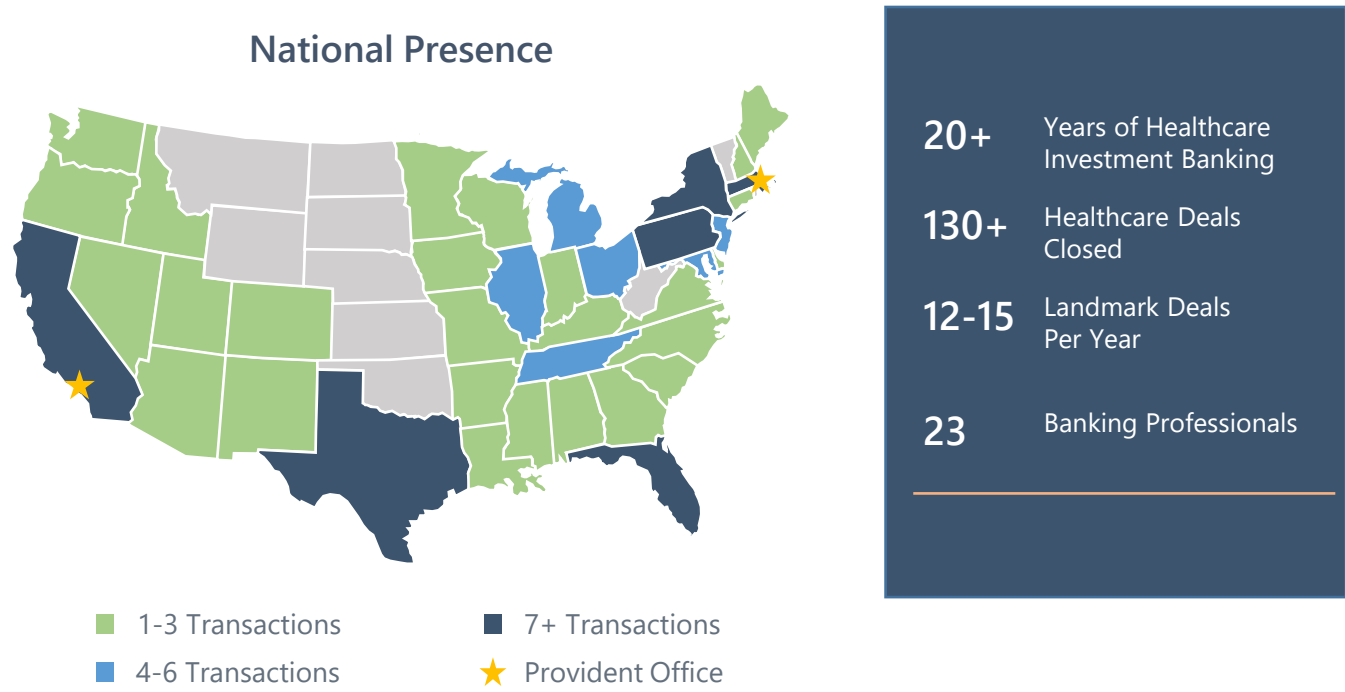 National Presence
20+
Years of Healthcare
Investment Banking
130+
Healthcare Deals
Closed
12-15
Landmark Deals
Per Year
23
Banking Professionals
1-3 Transactions
7+ Transactions
4-6 Transactions
Provident Office